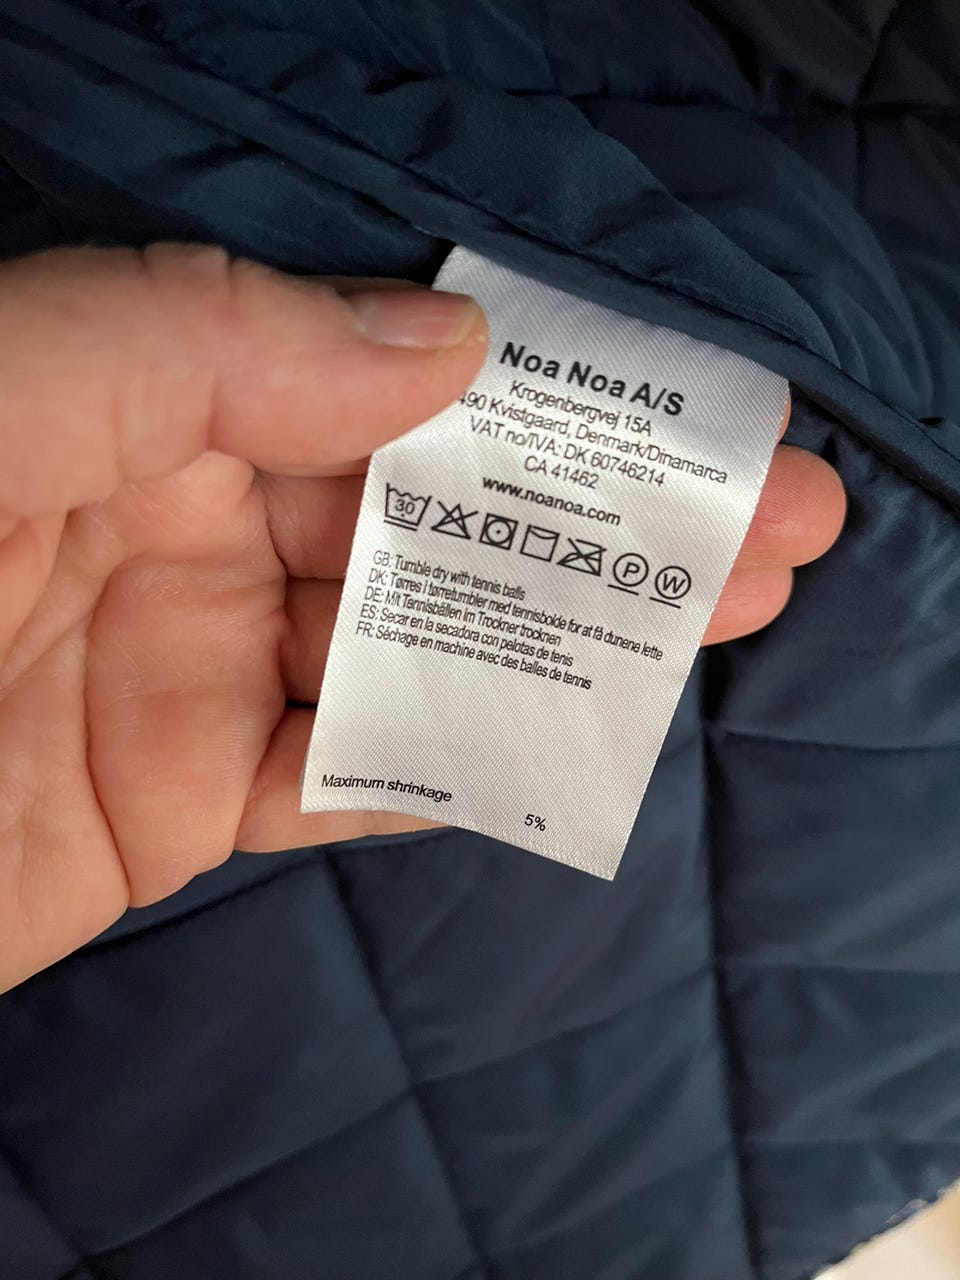 Noa Noa A/S
Krogenbergvej 15A
490 Kvistgaard, Denmark/Dinamarca
VAT no/IVA: DK 60746214
CA 41462
www.noanoa.com
30 P W
GB: Tumble dry with tennis balls
DK: Tørres i tørretumbler med tennisbolde for at få dunene lette
DE: Mit Tennisbällen im Trockner trocknen
ES: Secar en la secadora con pelotas de tenis
FR: Séchage en machine avec des balles de tennis
Maximum shrinkage
5%